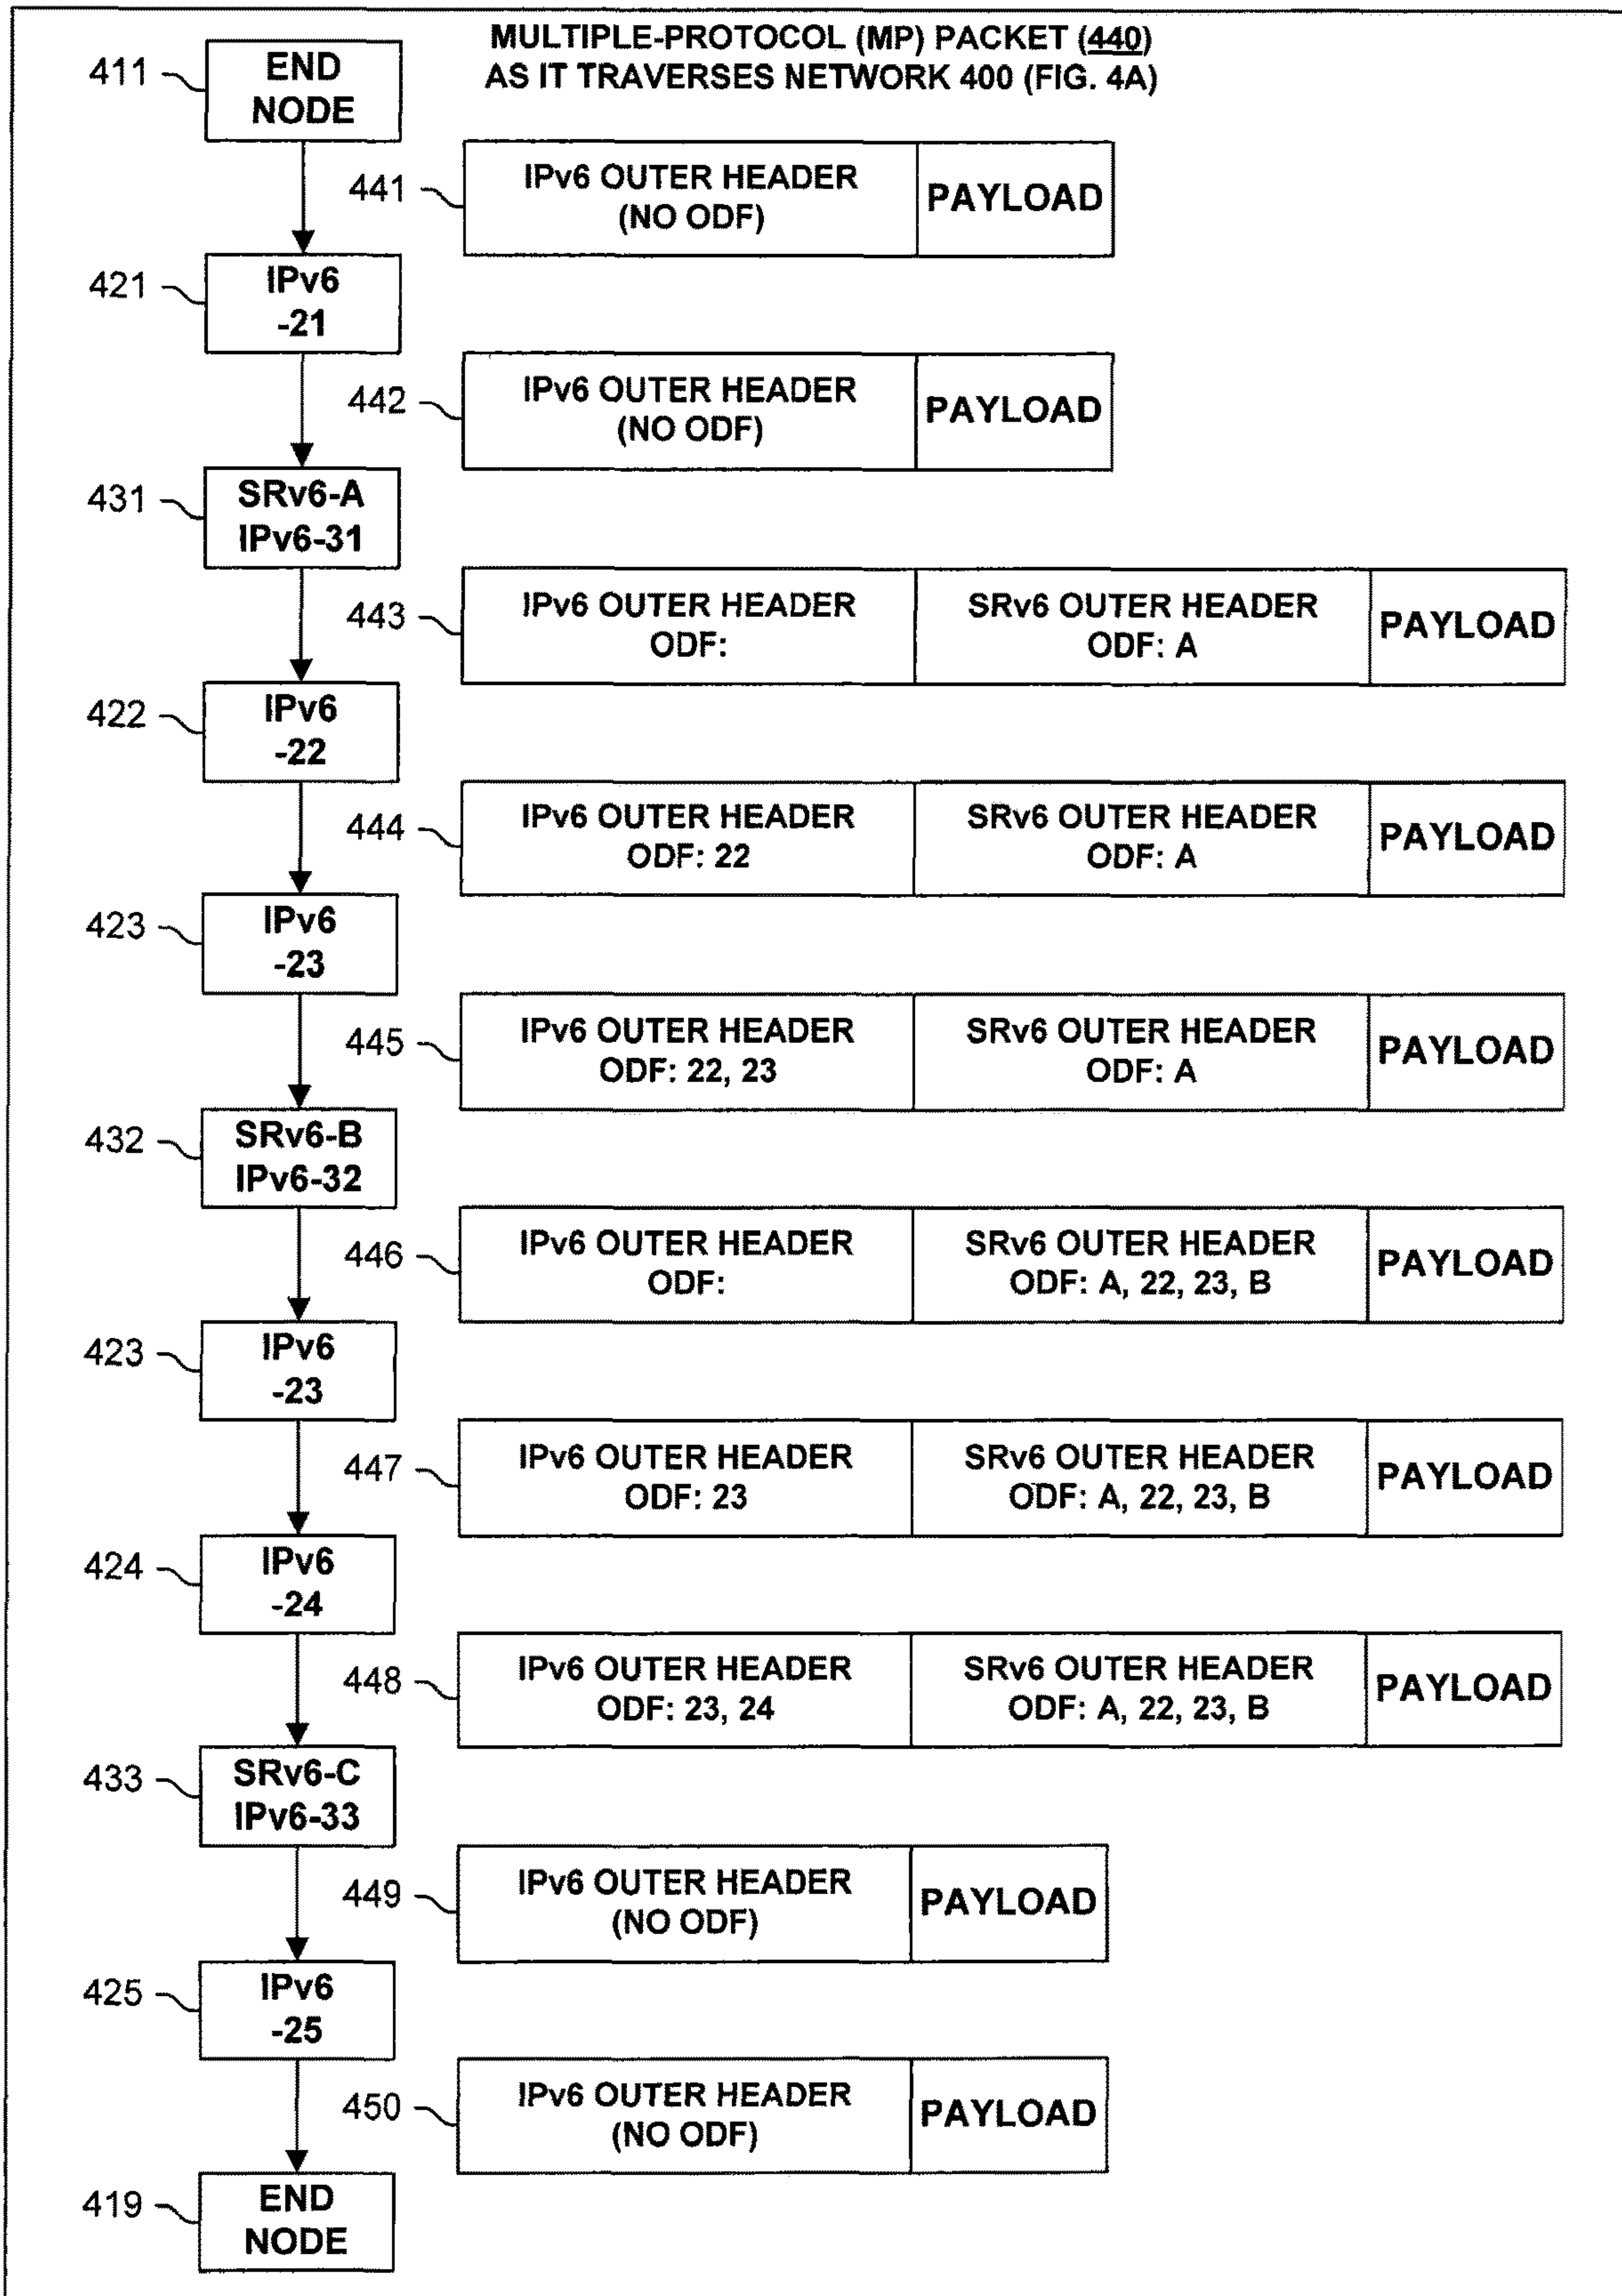 MULTIPLE-PROTOCOL (MP) PACKET (440)
AS IT TRAVERSES NETWORK 400 (FIG. 4A)
411
END
NODE
441
IPv6 OUTER HEADER
(NO ODF)
PAYLOAD
421
IPv6
-21
442
IPv6 OUTER HEADER
(NO ODF)
PAYLOAD
431
SRv6-A
IPv6-31
443
IPv6 OUTER HEADER
ODF:
SRv6 OUTER HEADER
ODF: A
PAYLOAD
422
IPv6
-22
444
IPv6 OUTER HEADER
ODF: 22
SRv6 OUTER HEADER
ODF: A
PAYLOAD
423
IPv6
-23
445
IPv6 OUTER HEADER
ODF: 22, 23
SRv6 OUTER HEADER
ODF: A
PAYLOAD
432
SRv6-B
IPv6-32
446
IPv6 OUTER HEADER
ODF:
SRv6 OUTER HEADER
ODF: A, 22, 23, B
PAYLOAD
423
IPv6
-23
447
IPv6 OUTER HEADER
ODF: 23
SRv6 OUTER HEADER
ODF: A, 22, 23, B
PAYLOAD
424
IPv6
-24
448
IPv6 OUTER HEADER
ODF: 23, 24
SRv6 OUTER HEADER
ODF: A, 22, 23, B
PAYLOAD
433
SRv6-C
IPv6-33
449
IPv6 OUTER HEADER
(NO ODF)
PAYLOAD
425
IPv6
-25
450
IPv6 OUTER HEADER
(NO ODF)
PAYLOAD
419
END
NODE